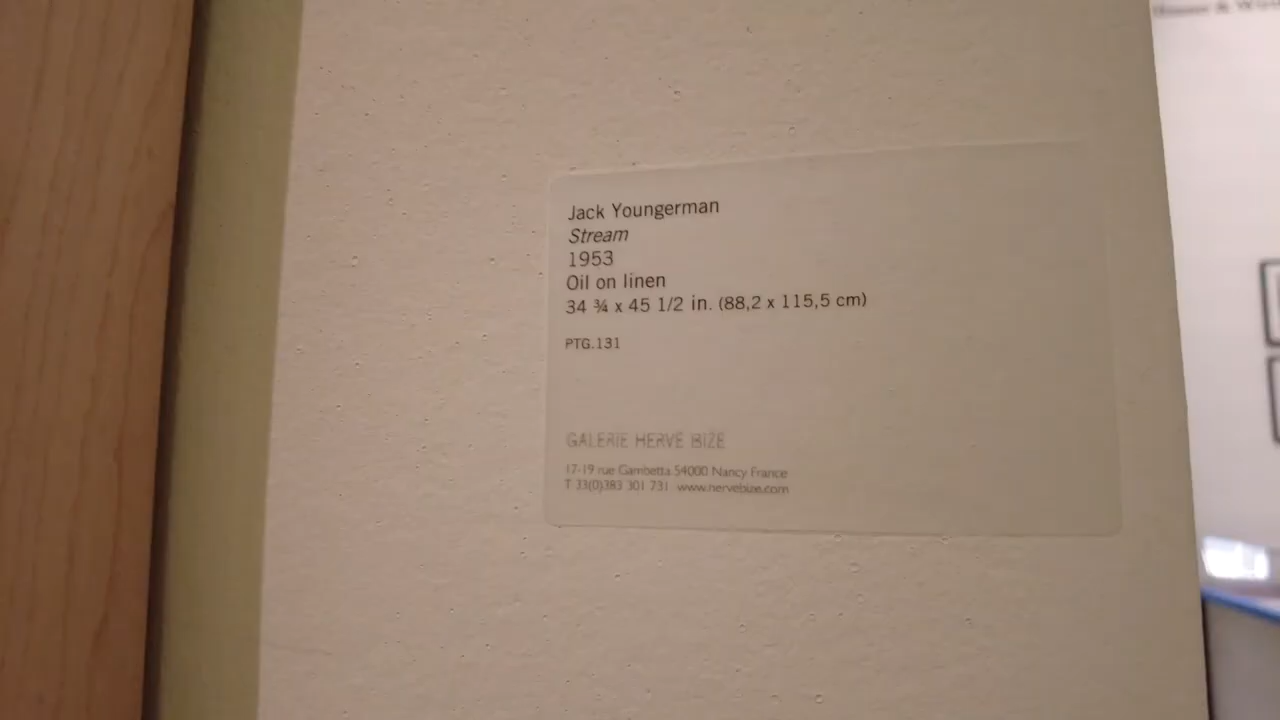 Jack Youngerman
Stream
1953
Oil on linen
34 ¾ x 45 1/2 in. (88,2 x 115,5 cm)
PTG.131
GALERIE HERVE BIZE
17-19 rue Gambetta 54000 Nancy France
T 33(0)383 301 731 www.hervebize.com